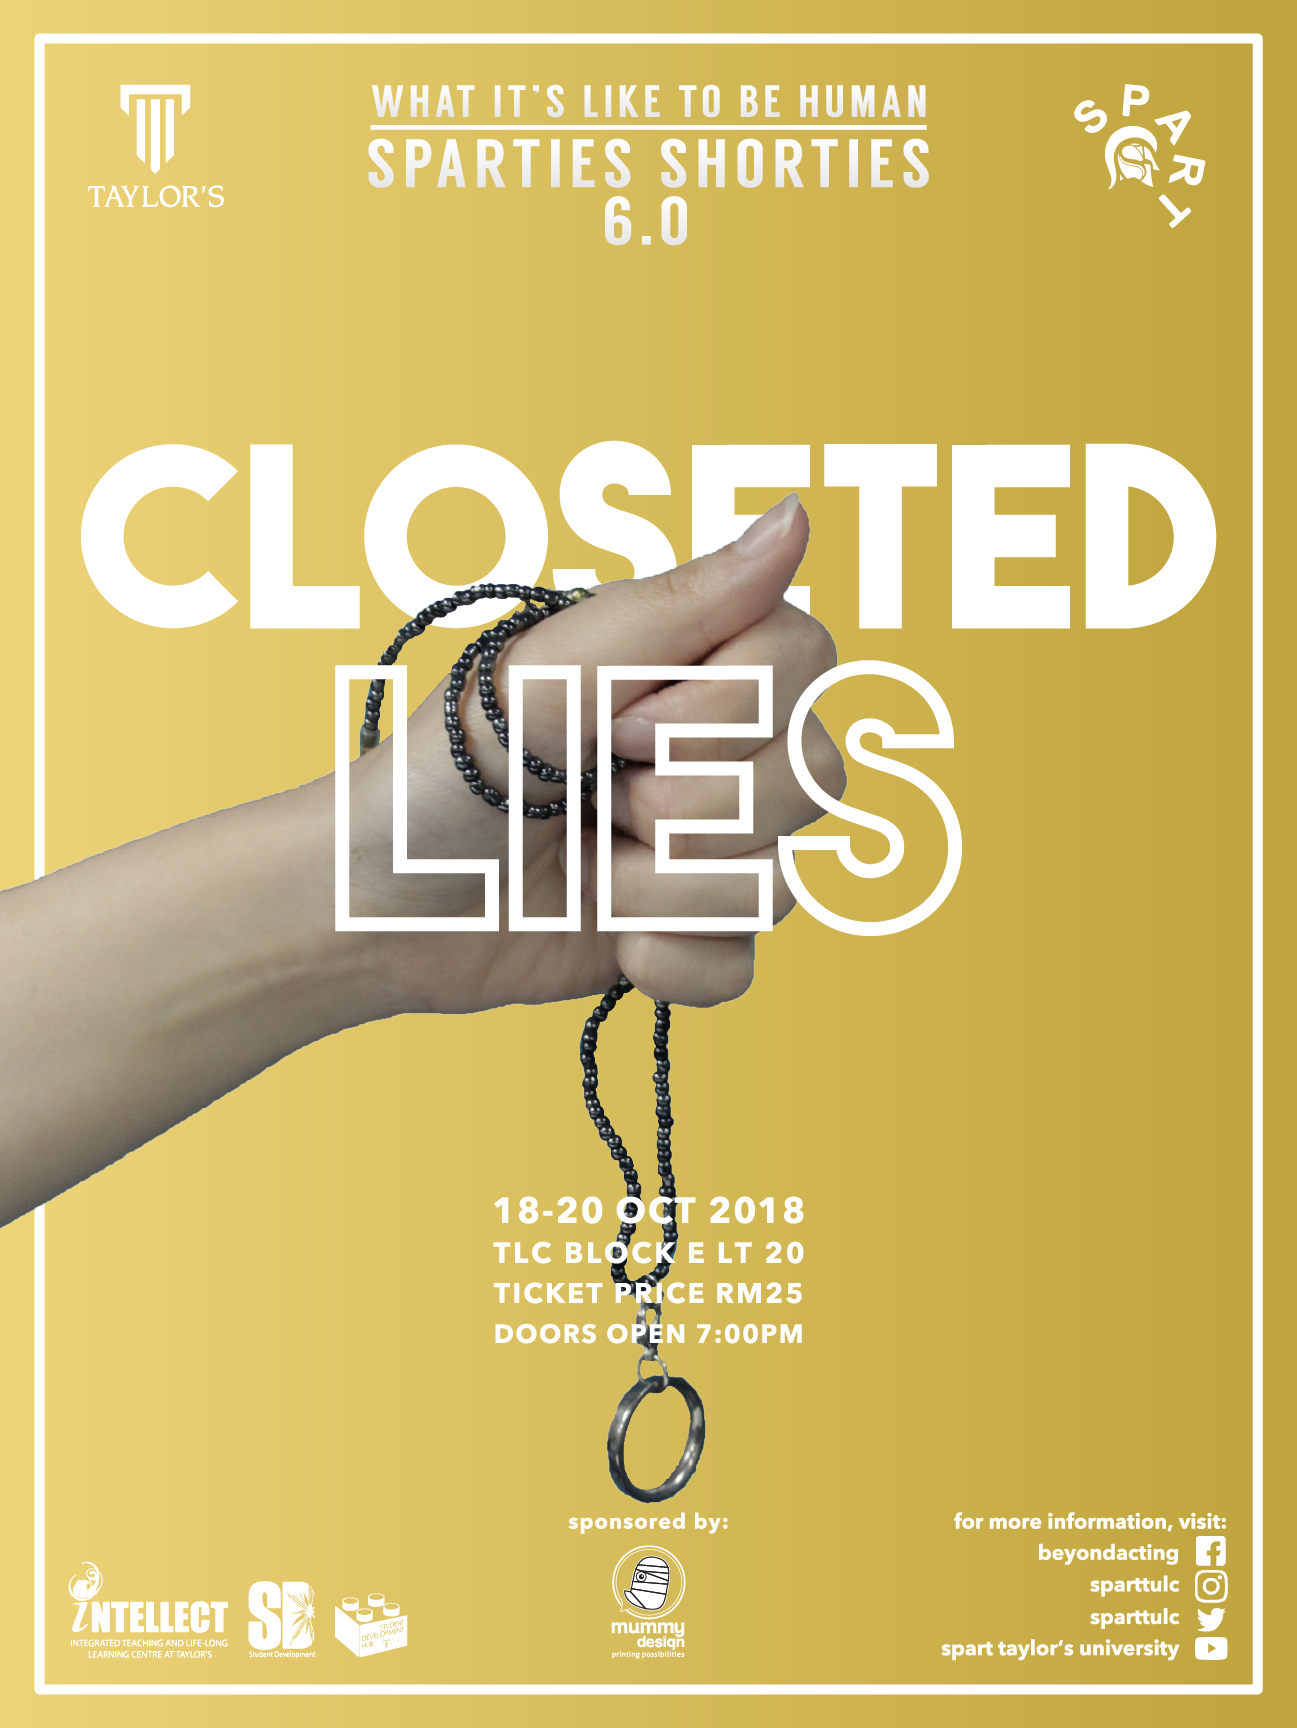 TAYLOR'S
WHAT IT'S LIKE TO BE HUMAN
SPARTIES SHORTIES
6.0
SPART
CLOSETED
LIES
18-20 OCT 2018
TLC BLOCK E LT 20
TICKET PRICE RM25
DOORS OPEN 7:00PM
sponsored by:
mummy
design
printing possibilities
for more information, visit:
beyondacting
sparttulc
sparttulc
spart taylor's university
iNTELLECT
INTEGRATED TEACHING AND LIFE-LONG
LEARNING CENTRE AT TAYLOR'S
SD
Student Development
STUDENT
DEVELOPMENT
HUB